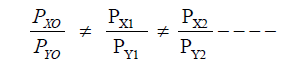 P_XO / P_YO ≠ P_X1 / P_Y1 ≠ P_X2 / P_Y2 ----